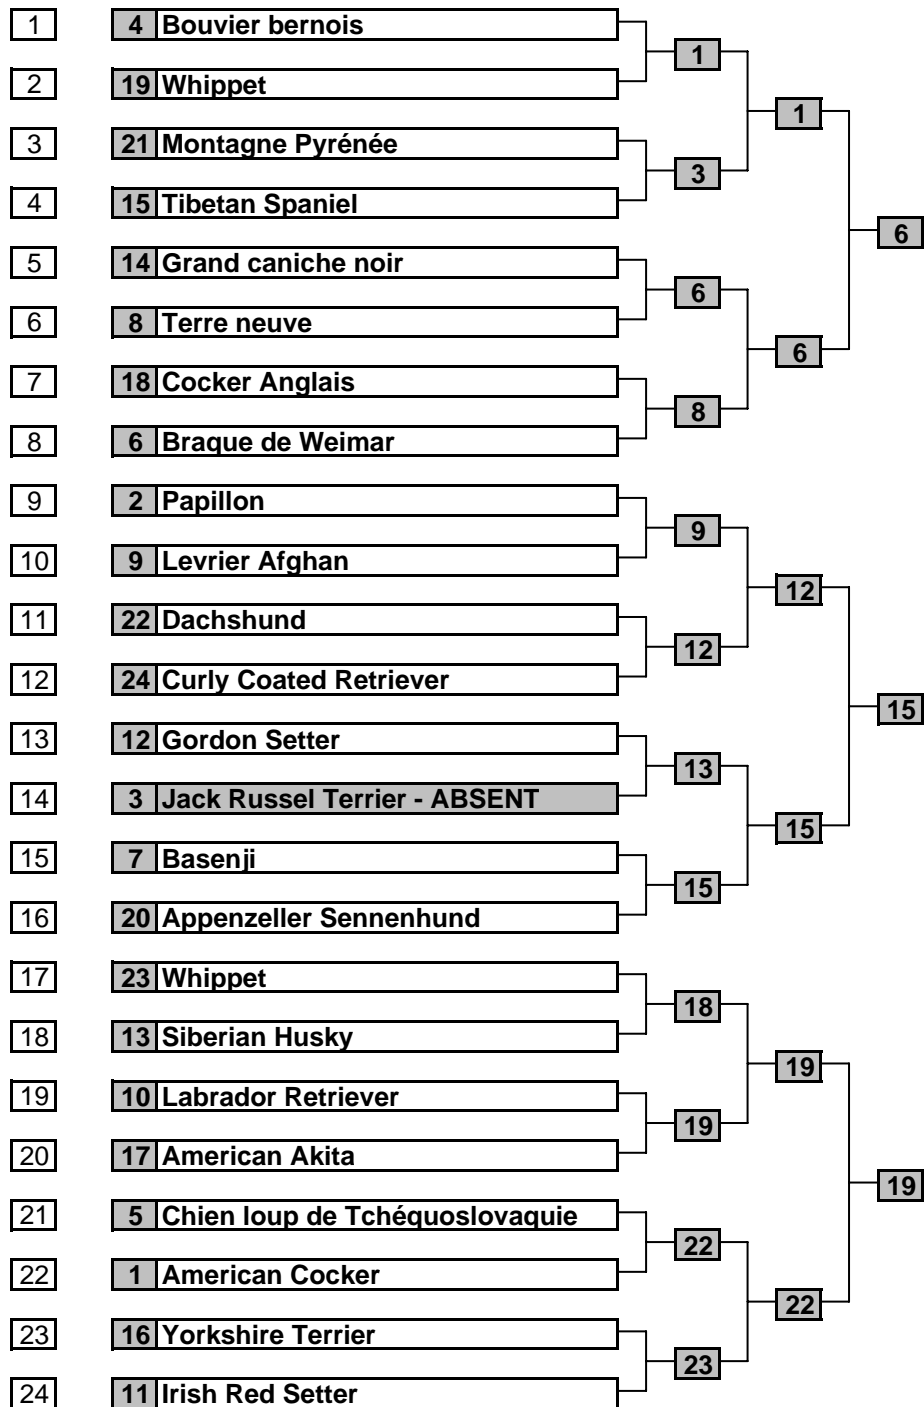 1 4 Bouvier bernois
1
2 19 Whippet
1
3 21 Montagne Pyrénée
3
4 15 Tibetan Spaniel
6
5 14 Grand caniche noir
6
6 8 Terre neuve
6
7 18 Cocker Anglais
8
8 6 Braque de Weimar
9 2 Papillon
9
10 9 Levrier Afghan
12
11 22 Dachshund
12
12 24 Curly Coated Retriever
15
13 12 Gordon Setter
13
14 3 Jack Russel Terrier - ABSENT
15
15 7 Basenji
15
16 20 Appenzeller Sennenhund
17 23 Whippet
18
18 13 Siberian Husky
19
19 10 Labrador Retriever
19
20 17 American Akita
19
21 5 Chien loup de Tchéquoslovaquie
22
22 1 American Cocker
22
23 16 Yorkshire Terrier
23
24 11 Irish Red Setter